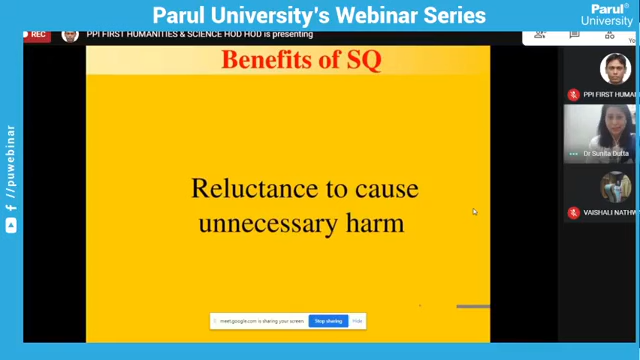 Parul University's Webinar Series
Parul®
University
REC
PPI FIRST HUMANITIES & SCIENCE HOD HOD is presenting
Benefits of SQ
Reluctance to cause
unnecessary harm
PPI FIRST HUMAN
Dr Sunita Dutta
VAISHALI NATHW
meet.google.com is sharing your screen.
Stop sharing
Hide
/puwebinar